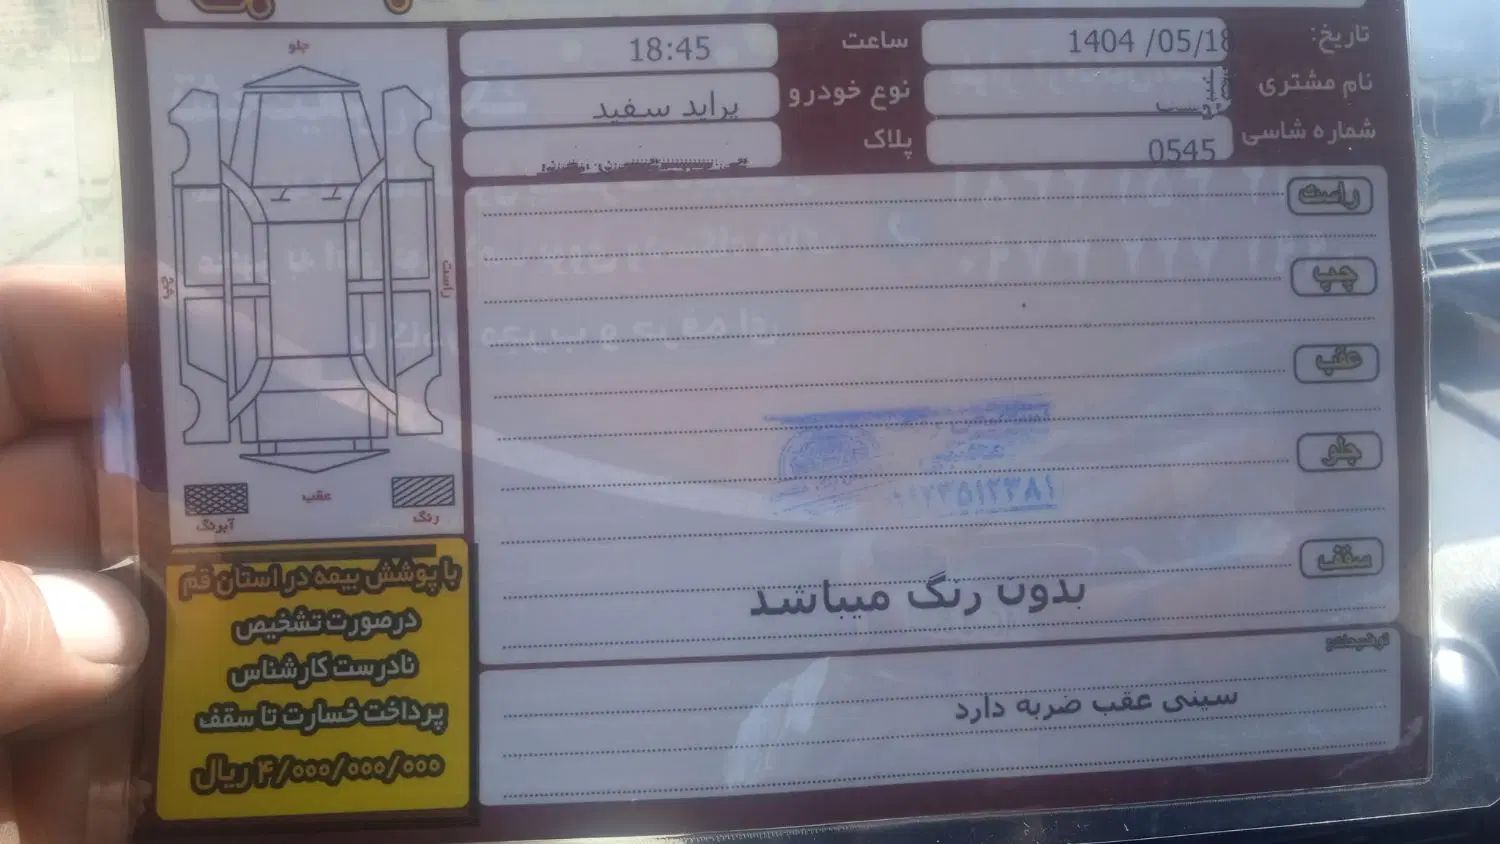 تاریخ: 1404 /05/18
ساعت 18:45
نام مشتری
نوع خودرو پراید سفید
شماره شاسی 0545
پلاک
راست
چپ
عقب
جلو
سقف
بدون رنگ میباشد
توضیحات:
سینی عقب ضربه دارد
جلو
راست
چپ
عقب
رنگ
آبرنگ
با پوشش بیمه در استان قم
درصورت تشخیص
نادرست کارشناس
پرداخت خسارت تا سقف
۴/۰۰۰/۰۰۰/۰۰۰ ریال